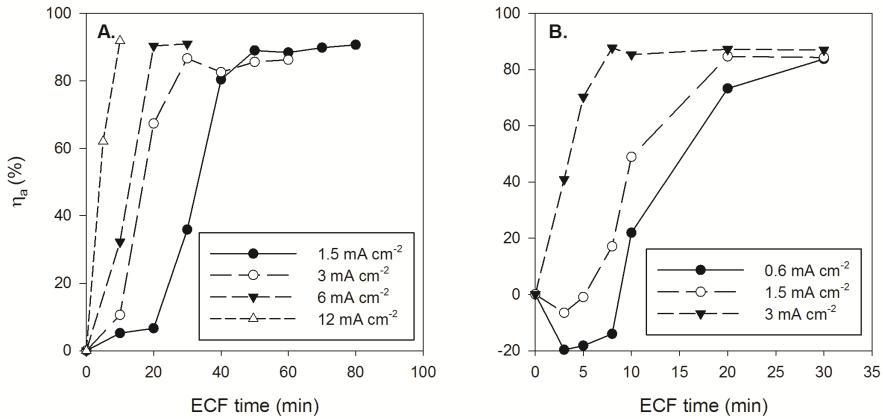 A.
B.
100
80
60
40
20
0
ηa (%)
0 20 40 60 80 100
ECF time (min)
1.5 mA cm-2
3 mA cm-2
6 mA cm-2
12 mA cm-2
100
80
60
40
20
0
-20
0 5 10 15 20 25 30 35
ECF time (min)
0.6 mA cm-2
1.5 mA cm-2
3 mA cm-2